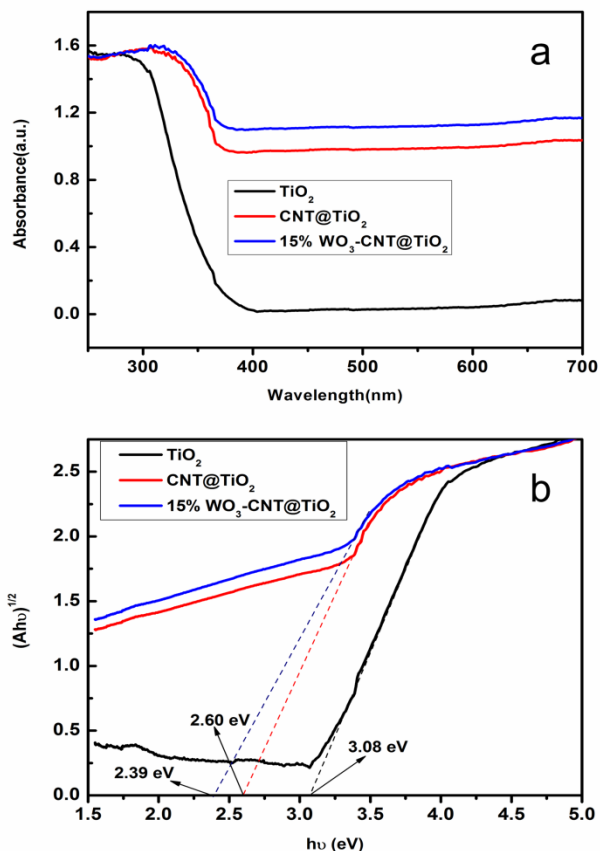 a
1.6
1.2
0.8
0.4
0.0
Absorbance(a.u.)
TiO₂
CNT@TiO₂
15% WO₃-CNT@TiO₂
300 400 500 600 700
Wavelength(nm)
b
TiO₂
CNT@TiO₂
15% WO₃-CNT@TiO₂
2.5
2.0
1.5
1.0
0.5
0.0
(Ahυ)^1/2
2.60 eV
2.39 eV
3.08 eV
1.5 2.0 2.5 3.0 3.5 4.0 4.5 5.0
hυ (eV)